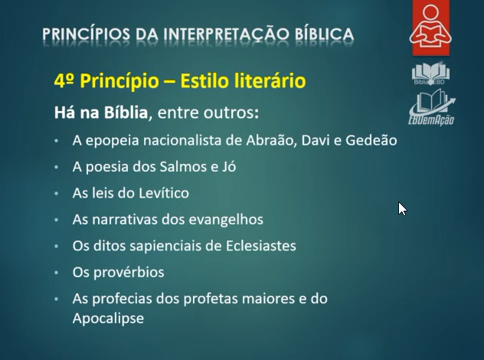 PRINCÍPIOS DA INTERPRETAÇÃO BÍBLICA
4º Princípio – Estilo literário
Há na Bíblia, entre outros:
• A epopeia nacionalista de Abraão, Davi e Gedeão
• A poesia dos Salmos e Jó
• As leis do Levítico
• As narrativas dos evangelhos
• Os ditos sapienciais de Eclesiastes
• Os provérbios
• As profecias dos profetas maiores e do
Apocalipse
EBDemAção